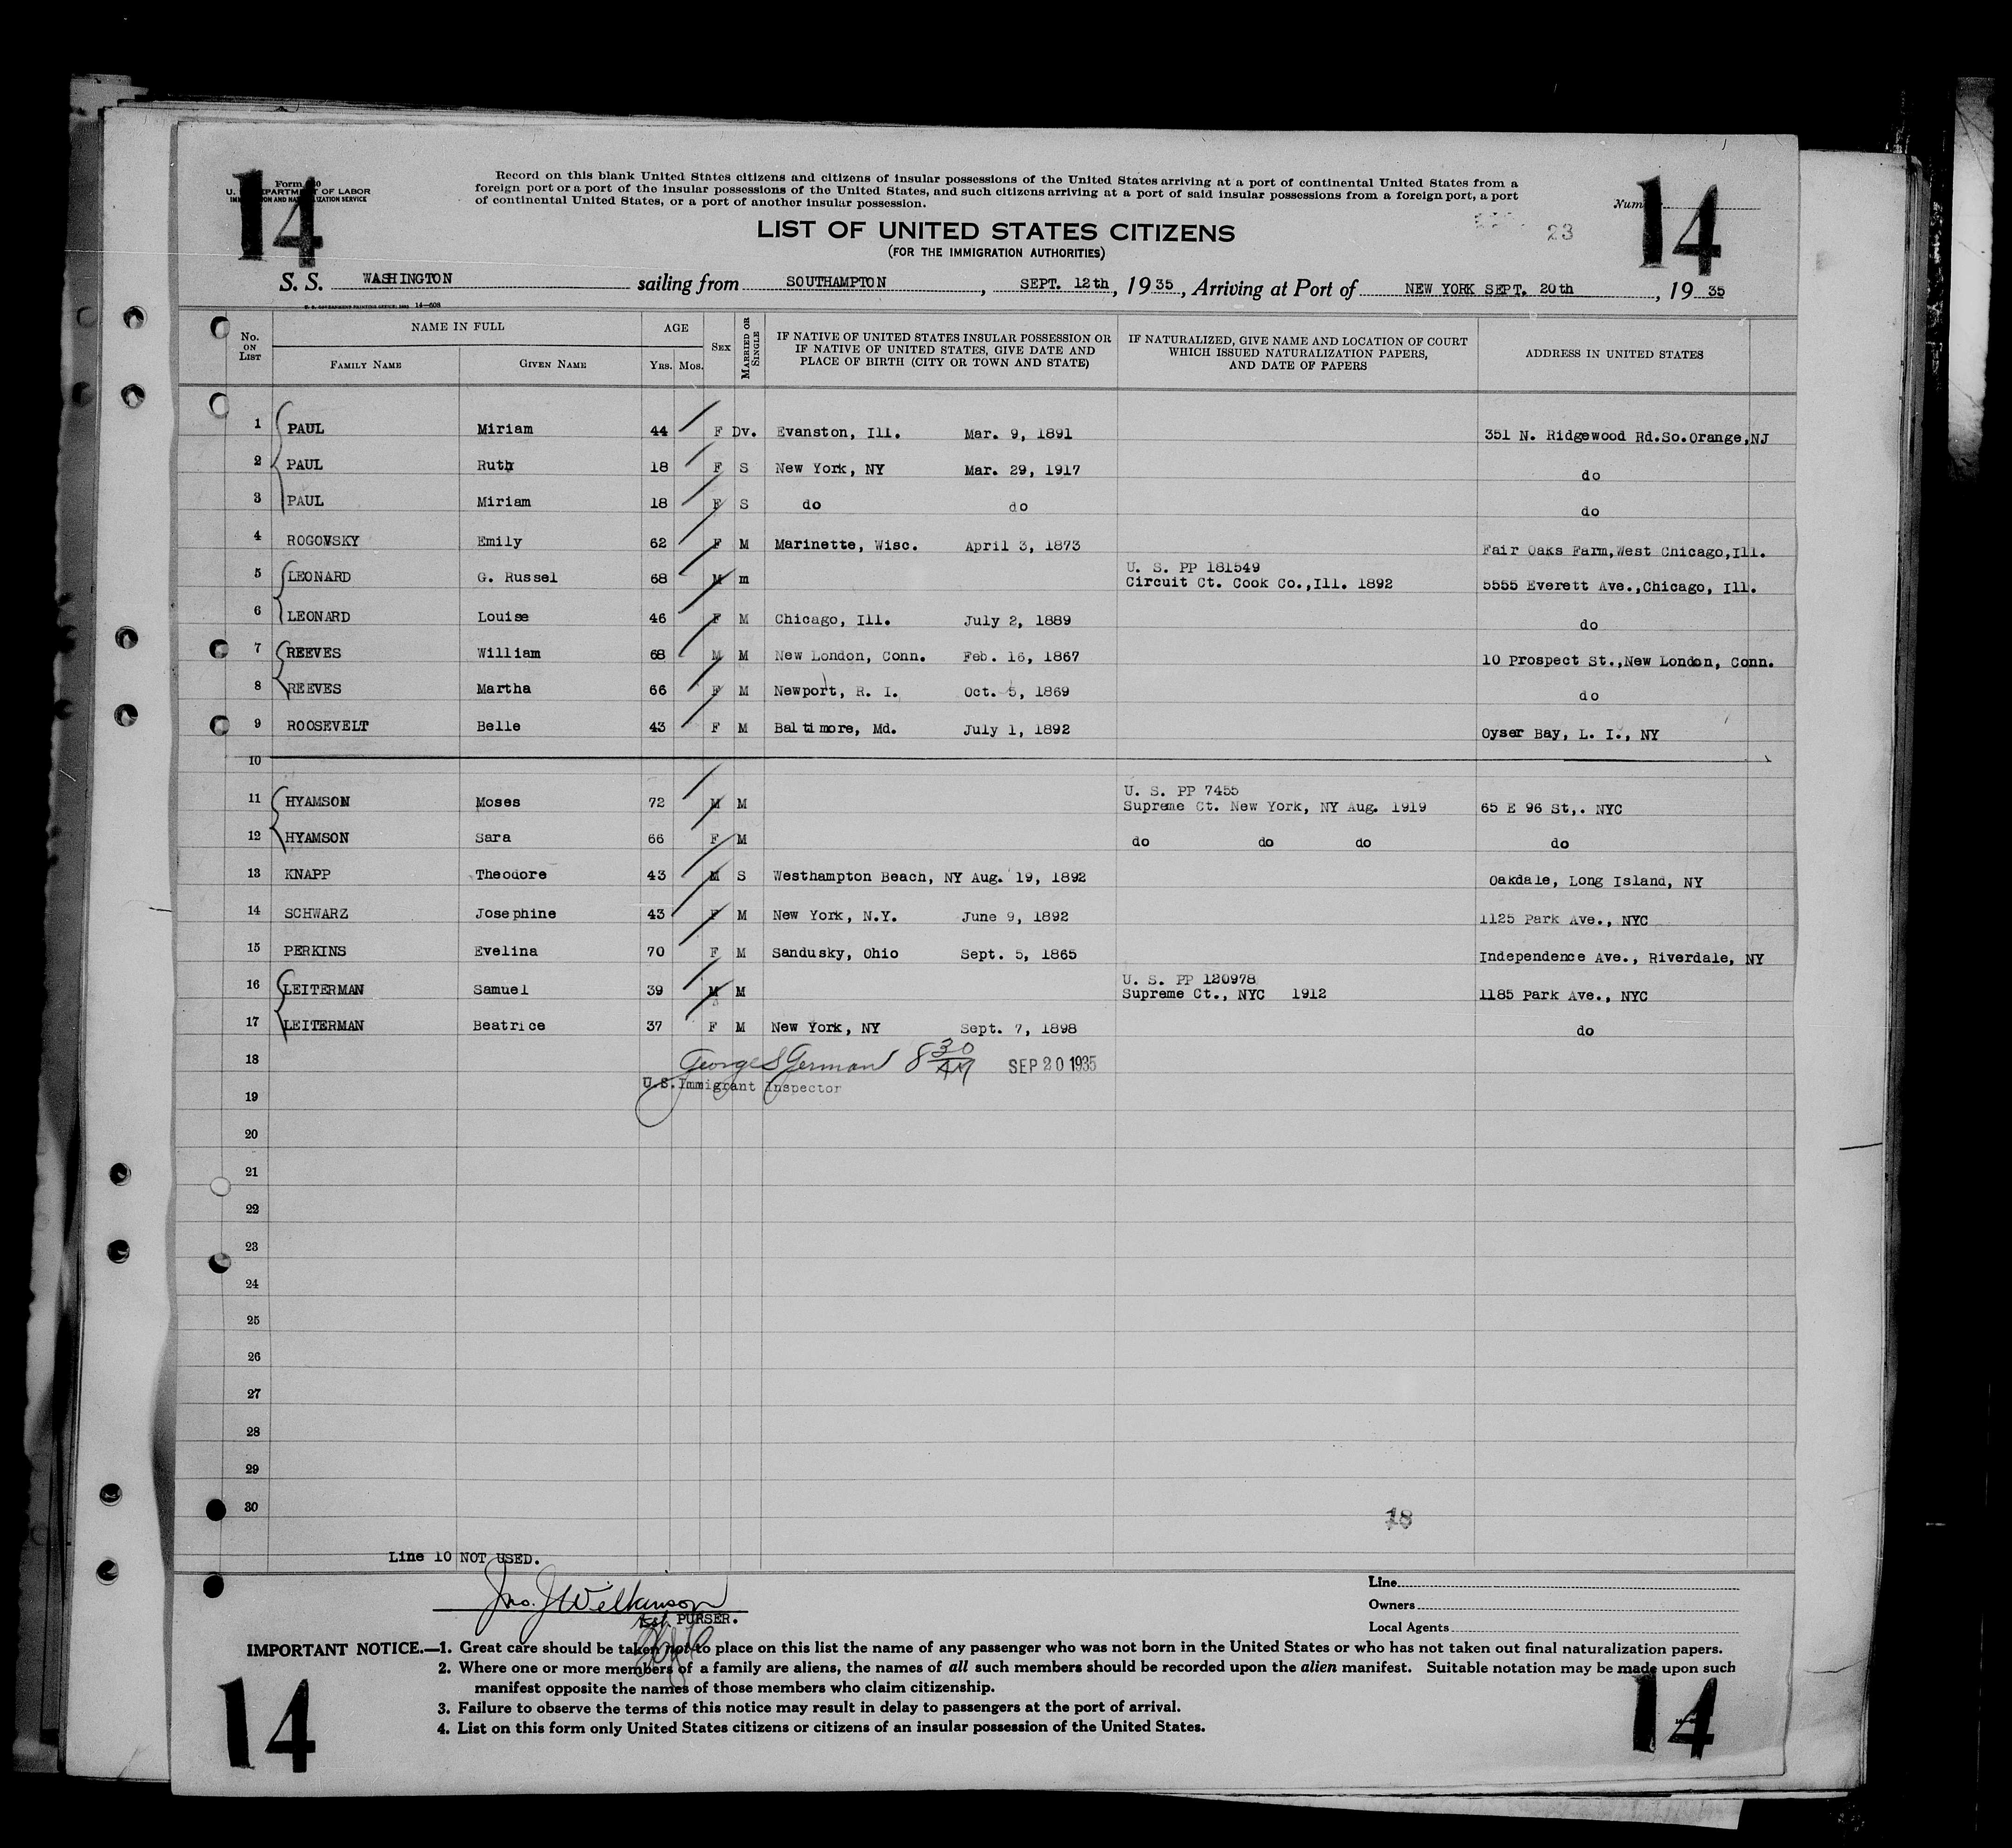 14
14
U. S. DEPARTMENT OF LABOR
IMMIGRATION AND NATURALIZATION SERVICE
Record on this blank United States citizens and citizens of insular possessions of the United States arriving at a port of continental United States from a
foreign port or a port of the insular possessions of the United States, and such citizens arriving at a port of said insular possessions from a foreign port, a port
of continental United States, or a port of another insular possession.
LIST OF UNITED STATES CITIZENS
23
(FOR THE IMMIGRATION AUTHORITIES)
S. S. WASHINGTON sailing from SOUTHAMPTON, SEPT. 12th, 1935, Arriving at Port of NEW YORK SEPT. 20th, 19 35
No. ON LIST NAME IN FULL FAMILY NAME GIVEN NAME AGE YRS. MOS. SEX MARRIED OR SINGLE IF NATIVE OF UNITED STATES INSULAR POSSESSION OR IF NATIVE OF UNITED STATES, GIVE DATE AND PLACE OF BIRTH (CITY OR TOWN AND STATE) IF NATURALIZED, GIVE NAME AND LOCATION OF COURT WHICH ISSUED NATURALIZATION PAPERS, AND DATE OF PAPERS ADDRESS IN UNITED STATES
1 PAUL Miriam 44 F Dv. Evanston, Ill. Mar. 9, 1891 351 N. Ridgewood Rd.So.Orange,NJ
2 PAUL Ruth 18 F S New York, NY Mar. 29, 1917 do
3 PAUL Miriam 18 F S do do do
4 ROGOVSKY Emily 62 F M Marinette, Wisc. April 3, 1873 Fair Oaks Farm,West Chicago,Ill.
U. S. PP 181549
5 LEONARD G. Russel 68 M m Circuit Ct. Cook Co.,Ill. 1892 5555 Everett Ave.,Chicago, Ill.
6 LEONARD Louise 46 F M Chicago, Ill. July 2, 1889 do
7 REEVES William 68 M M New London, Conn. Feb. 16, 1867 10 Prospect St.,New London, Conn.
8 REEVES Martha 66 F M Newport, R. I. Oct. 5, 1869 do
9 ROOSEVELT Belle 43 F M Baltimore, Md. July 1, 1892 Oyser Bay, L. I., NY
10
U. S. PP 7455
11 HYAMSON Moses 72 M M Supreme Ct. New York, NY Aug. 1919 65 E 96 St,. NYC
12 HYAMSON Sara 66 F M do do do do
13 KNAPP Theodore 43 M S Westhampton Beach, NY Aug. 19, 1892 Oakdale, Long Island, NY
14 SCHWARZ Josephine 43 F M New York, N.Y. June 9, 1892 1125 Park Ave., NYC
15 PERKINS Evelina 70 F M Sandusky, Ohio Sept. 5, 1865 Independence Ave., Riverdale, NY
U. S. PP 120978
16 LEITERMAN Samuel 39 M M Supreme Ct., NYC 1912 1185 Park Ave., NYC
17 LEITERMAN Beatrice 37 F M New York, NY Sept. 7, 1898 do
18 George S German 8 30 AM SEP 20 1935
U.S.Immigrant Inspector
19
20
21
22
23
24
25
26
27
28
29
30
18
Line 10 NOT USED.
Jno. J Wilkinson
PURSER.
Line
Owners
Local Agents
IMPORTANT NOTICE.—1. Great care should be taken not to place on this list the name of any passenger who was not born in the United States or who has not taken out final naturalization papers.
2. Where one or more members of a family are aliens, the names of all such members should be recorded upon the alien manifest. Suitable notation may be made upon such
manifest opposite the names of those members who claim citizenship.
3. Failure to observe the terms of this notice may result in delay to passengers at the port of arrival.
4. List on this form only United States citizens or citizens of an insular possession of the United States.
14
14